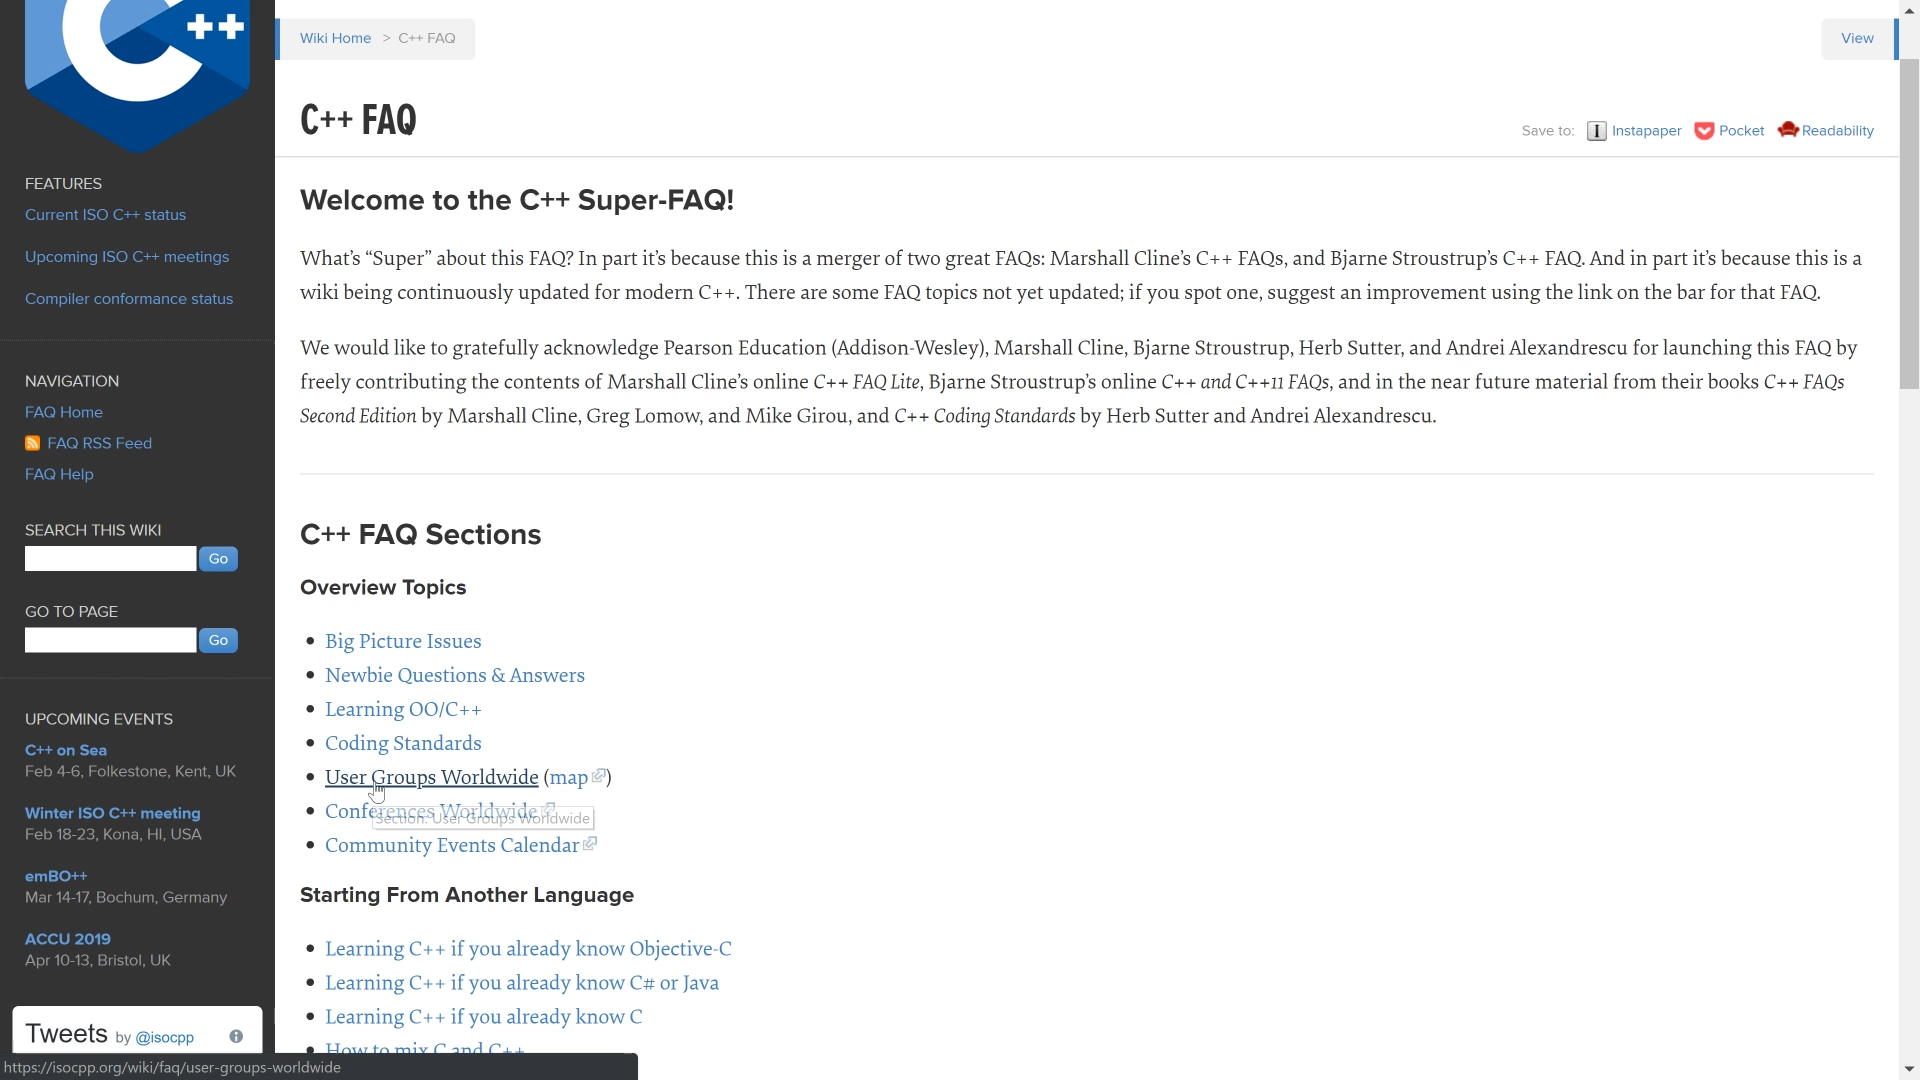 ++
Wiki Home > C++ FAQ
View
C++ FAQ
Save to: I Instapaper Pocket Readability
FEATURES
Current ISO C++ status
Upcoming ISO C++ meetings
Compiler conformance status
NAVIGATION
FAQ Home
FAQ RSS Feed
FAQ Help
SEARCH THIS WIKI
Go
GO TO PAGE
Go
UPCOMING EVENTS
C++ on Sea
Feb 4-6, Folkestone, Kent, UK
Winter ISO C++ meeting
Feb 18-23, Kona, HI, USA
emBO++
Mar 14-17, Bochum, Germany
ACCU 2019
Apr 10-13, Bristol, UK
Tweets by @isocpp
Welcome to the C++ Super-FAQ!
What’s “Super” about this FAQ? In part it’s because this is a merger of two great FAQs: Marshall Cline’s C++ FAQs, and Bjarne Stroustrup’s C++ FAQ. And in part it’s because this is a
wiki being continuously updated for modern C++. There are some FAQ topics not yet updated; if you spot one, suggest an improvement using the link on the bar for that FAQ.
We would like to gratefully acknowledge Pearson Education (Addison-Wesley), Marshall Cline, Bjarne Stroustrup, Herb Sutter, and Andrei Alexandrescu for launching this FAQ by
freely contributing the contents of Marshall Cline’s online C++ FAQ Lite, Bjarne Stroustrup’s online C++ and C++11 FAQs, and in the near future material from their books C++ FAQs
Second Edition by Marshall Cline, Greg Lomow, and Mike Girou, and C++ Coding Standards by Herb Sutter and Andrei Alexandrescu.
C++ FAQ Sections
Overview Topics
• Big Picture Issues
• Newbie Questions & Answers
• Learning OO/C++
• Coding Standards
• User Groups Worldwide (map)
• Conferences Worldwide
Section: User Groups Worldwide
• Community Events Calendar
Starting From Another Language
• Learning C++ if you already know Objective-C
• Learning C++ if you already know C# or Java
• Learning C++ if you already know C
• How to mix C and C++
https://isocpp.org/wiki/faq/user-groups-worldwide